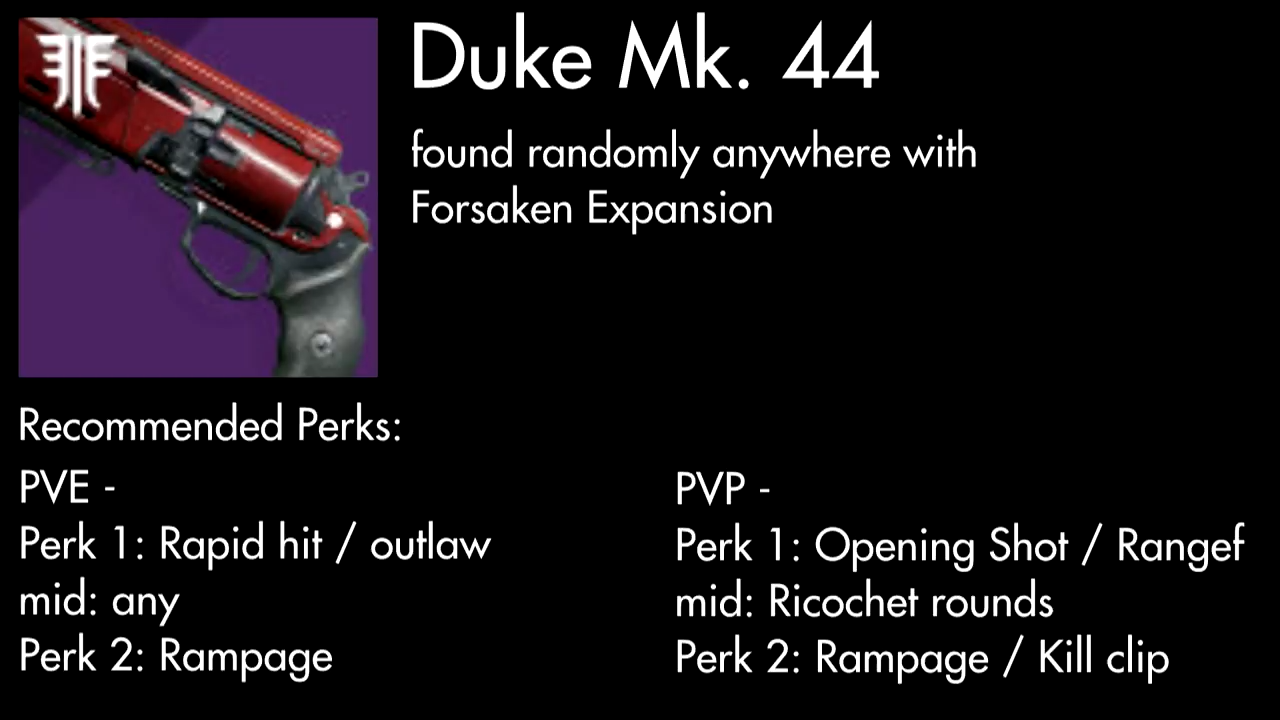 Duke Mk. 44
found randomly anywhere with
Forsaken Expansion
Recommended Perks:
PVE -
Perk 1: Rapid hit / outlaw
mid: any
Perk 2: Rampage
PVP -
Perk 1: Opening Shot / Rangef
mid: Ricochet rounds
Perk 2: Rampage / Kill clip